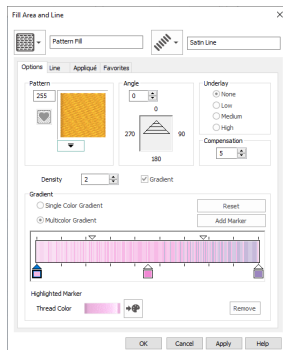 Fill Area and Line
Pattern Fill
Satin Line
Options Line Appliqué Favorites
Pattern
255
Angle
0
0
270 90
180
Underlay
None
Low
Medium
High
Compensation
5
Density 2 Gradient
Gradient
Single Color Gradient
Reset
Multicolor Gradient
Add Marker
Highlighted Marker
Thread Color
Remove
OK Cancel Apply Help